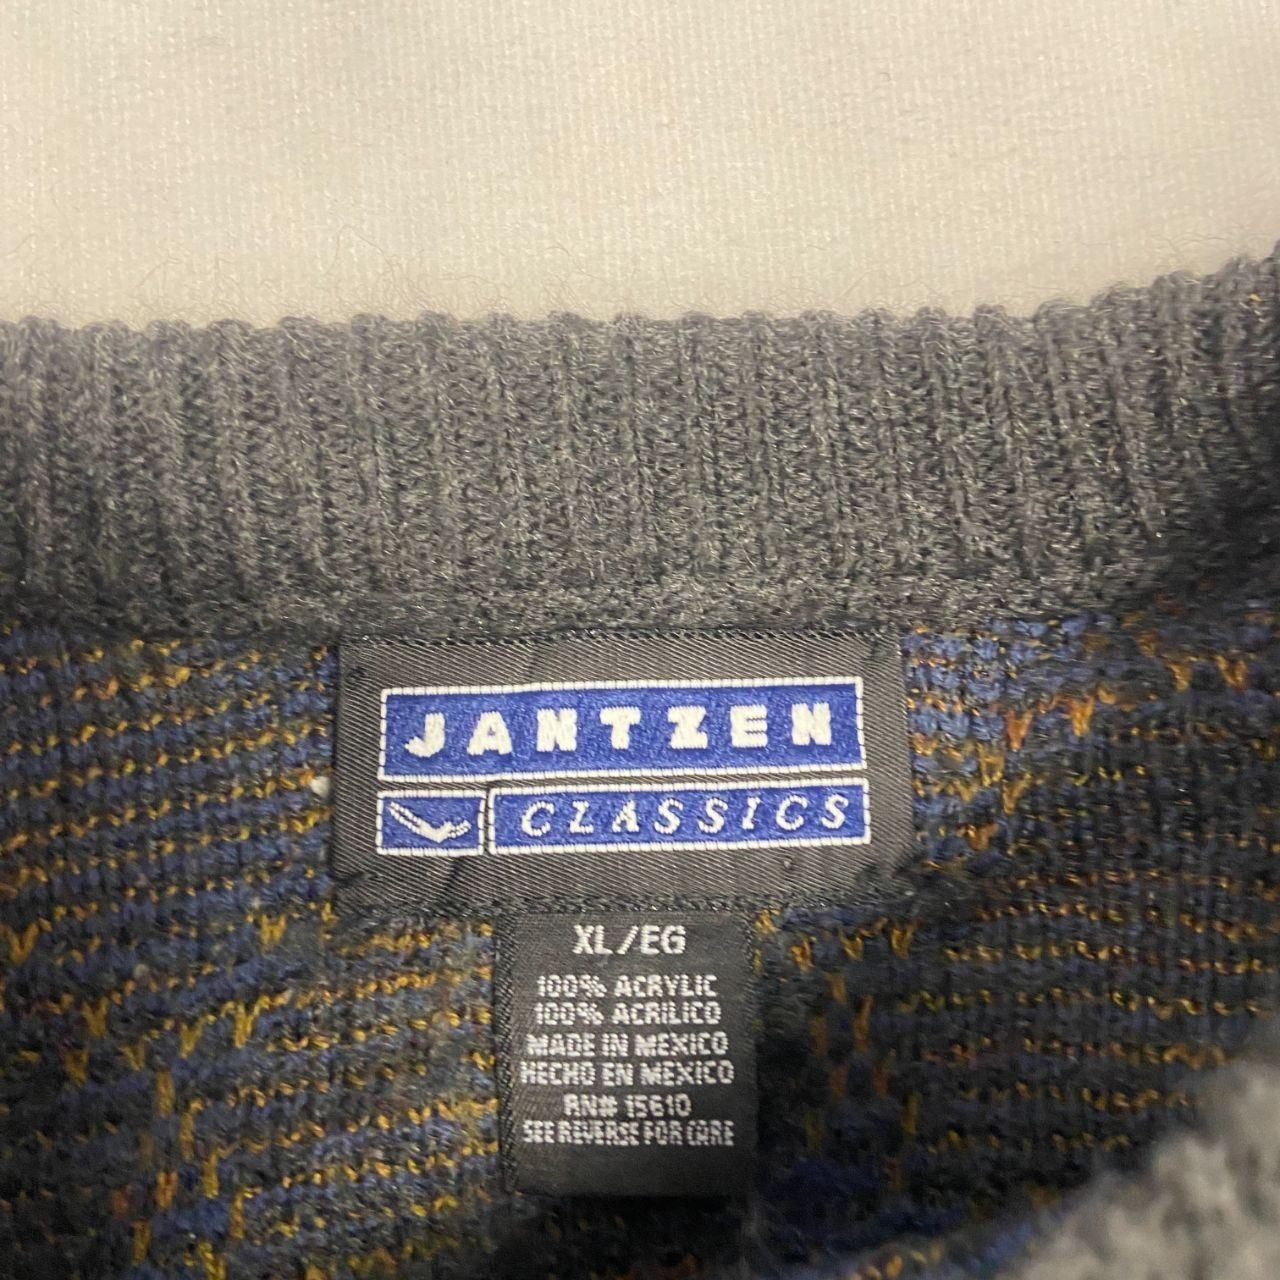 JANTZEN
CLASSICS
XL/EG
100% ACRYLIC
100% ACRILICO
MADE IN MEXICO
HECHO EN MEXICO
RN# 15610
SEE REVERSE FOR CARE